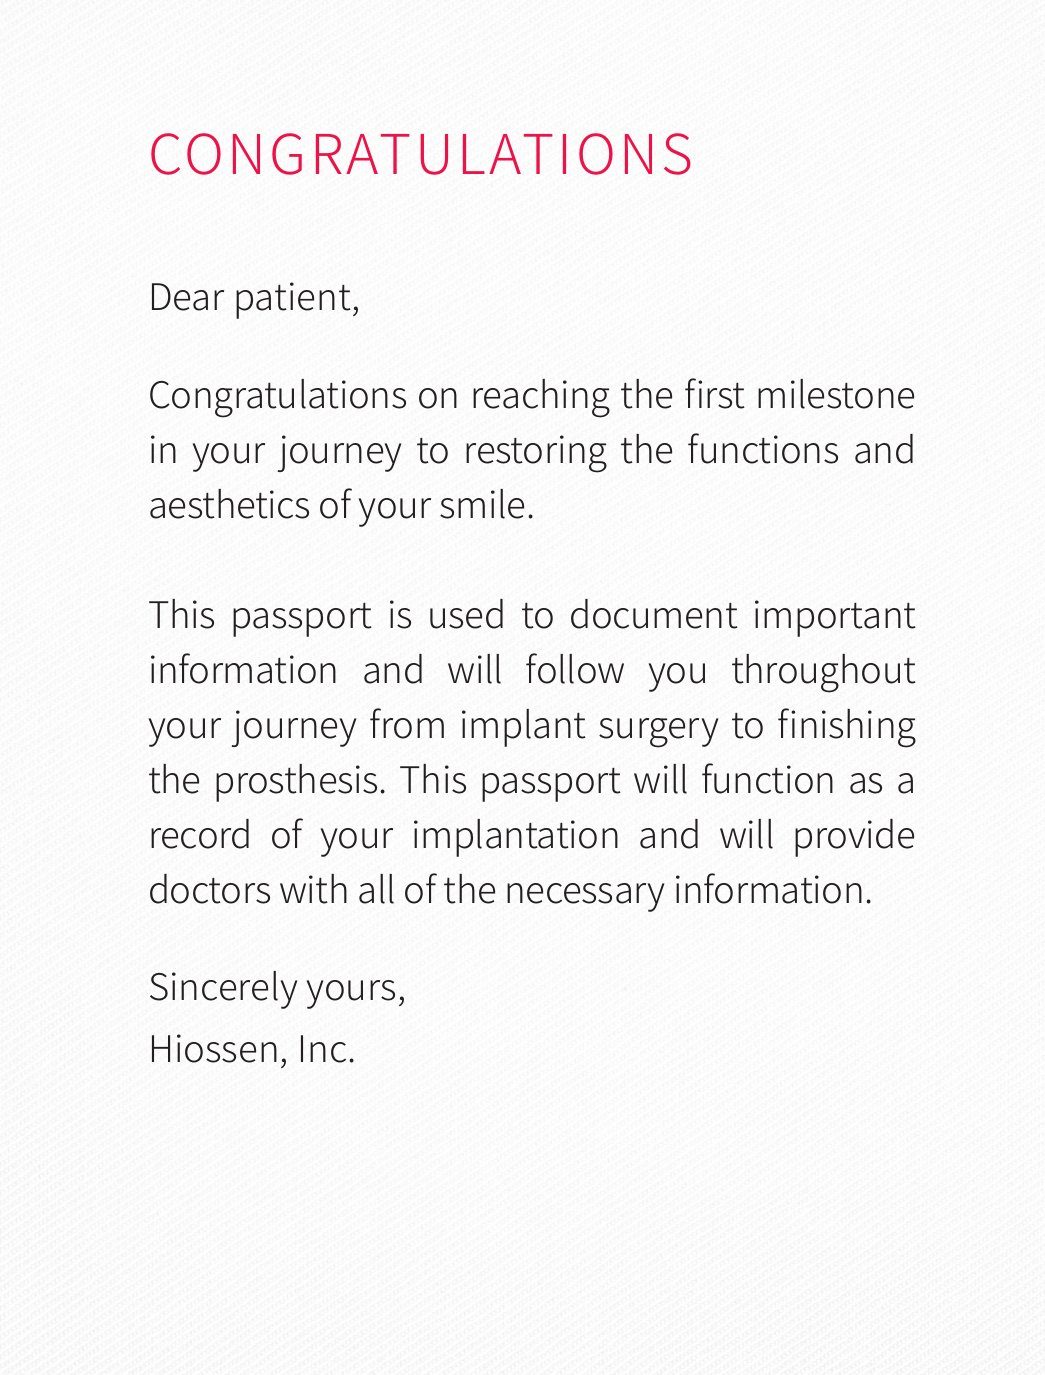 CONGRATULATIONS
Dear patient,
Congratulations on reaching the first milestone
in your journey to restoring the functions and
aesthetics of your smile.
This passport is used to document important
information and will follow you throughout
your journey from implant surgery to finishing
the prosthesis. This passport will function as a
record of your implantation and will provide
doctors with all of the necessary information.
Sincerely yours,
Hiossen, Inc.